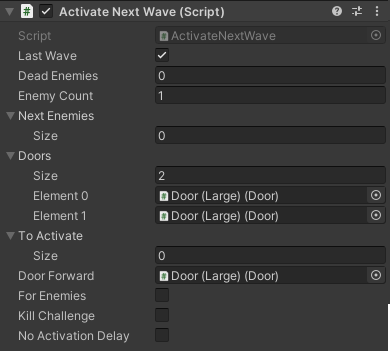 Activate Next Wave (Script)
Script ActivateNextWave
Last Wave
Dead Enemies 0
Enemy Count 1
Next Enemies
Size 0
Doors
Size 2
Element 0 Door (Large) (Door)
Element 1 Door (Large) (Door)
To Activate
Size 0
Door Forward Door (Large) (Door)
For Enemies
Kill Challenge
No Activation Delay